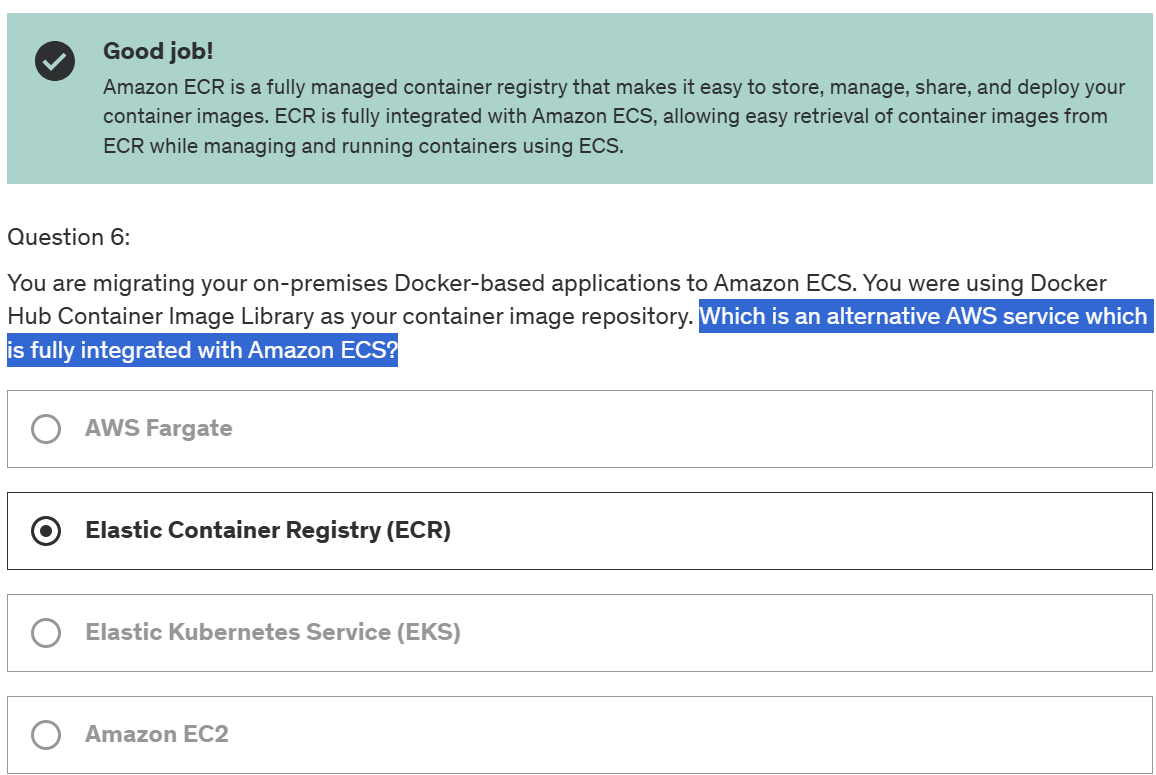 Good job!
Amazon ECR is a fully managed container registry that makes it easy to store, manage, share, and deploy your
container images. ECR is fully integrated with Amazon ECS, allowing easy retrieval of container images from
ECR while managing and running containers using ECS.
Question 6:
You are migrating your on-premises Docker-based applications to Amazon ECS. You were using Docker
Hub Container Image Library as your container image repository. Which is an alternative AWS service which
is fully integrated with Amazon ECS?
AWS Fargate
Elastic Container Registry (ECR)
Elastic Kubernetes Service (EKS)
Amazon EC2